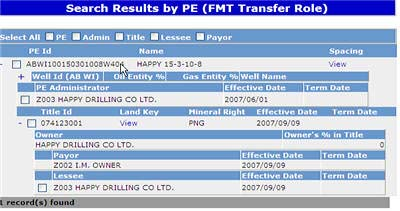 Search Results by PE (FMT Transfer Role)
Select All PE Admin Title Lessee Payor
PE Id Name Spacing
- ABWI100150301008W404 HAPPY 15-3-10-8 View
+ Well Id (AB WI) Oil Entity % Gas Entity % Well Name
PE Administrator Effective Date Term Date
Z003 HAPPY DRILLING CO LTD. 2007/06/01
Title Id Land Key Mineral Right Effective Date Term Date
- 074123001 View PNG 2007/09/09
Owner Owner's % in Title
HAPPY DRILLING CO LTD. 0
Payor Effective Date Term Date
Z002 I.M. OWNER 2007/09/09
Lessee Effective Date Term Date
Z003 HAPPY DRILLING CO LTD. 2007/09/09
1 record(s) found